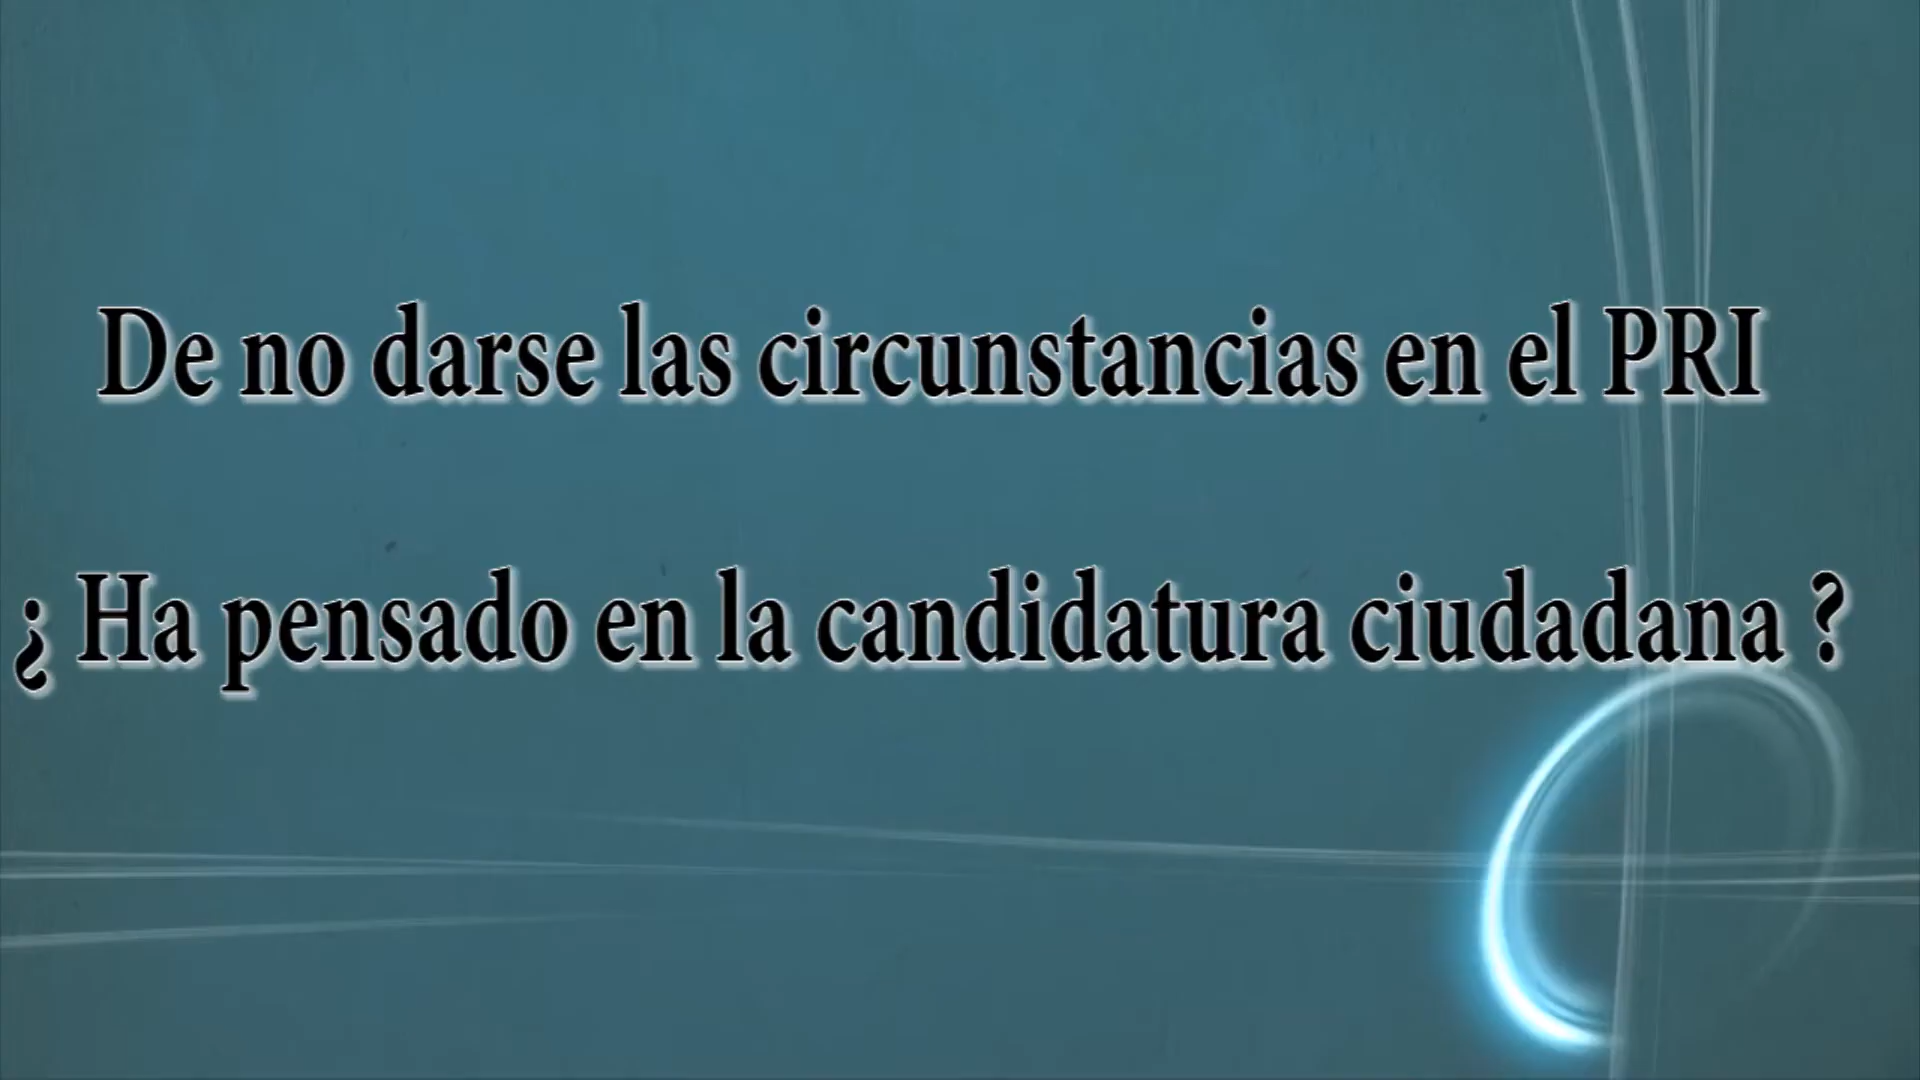 De no darse las circunstancias en el PRI
¿ Ha pensado en la candidatura ciudadana ?